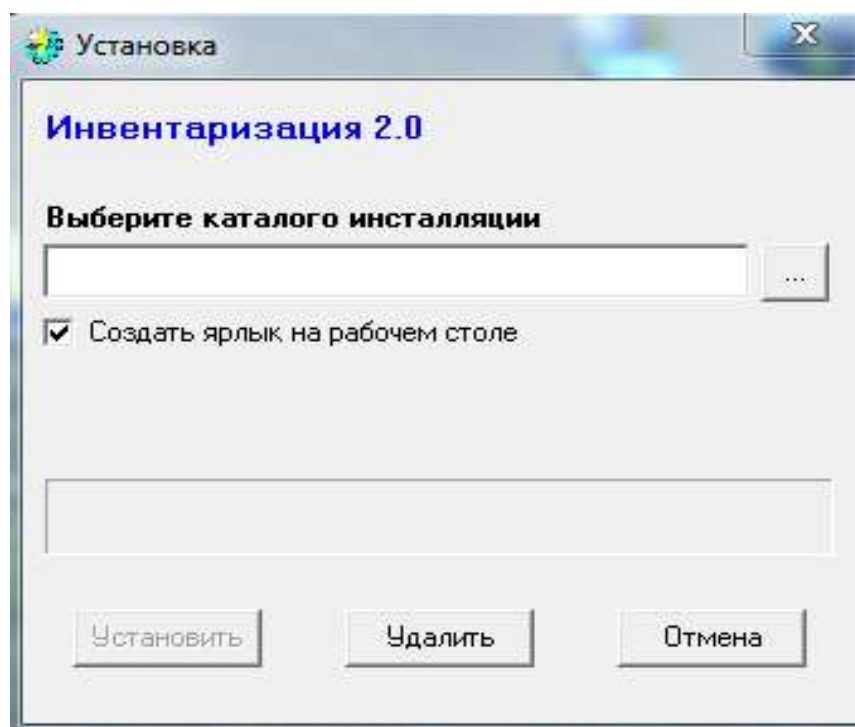 Установка
Инвентаризация 2.0
Выберите каталого инсталляции
...
Создать ярлык на рабочем столе
Установить
Удалить
Отмена